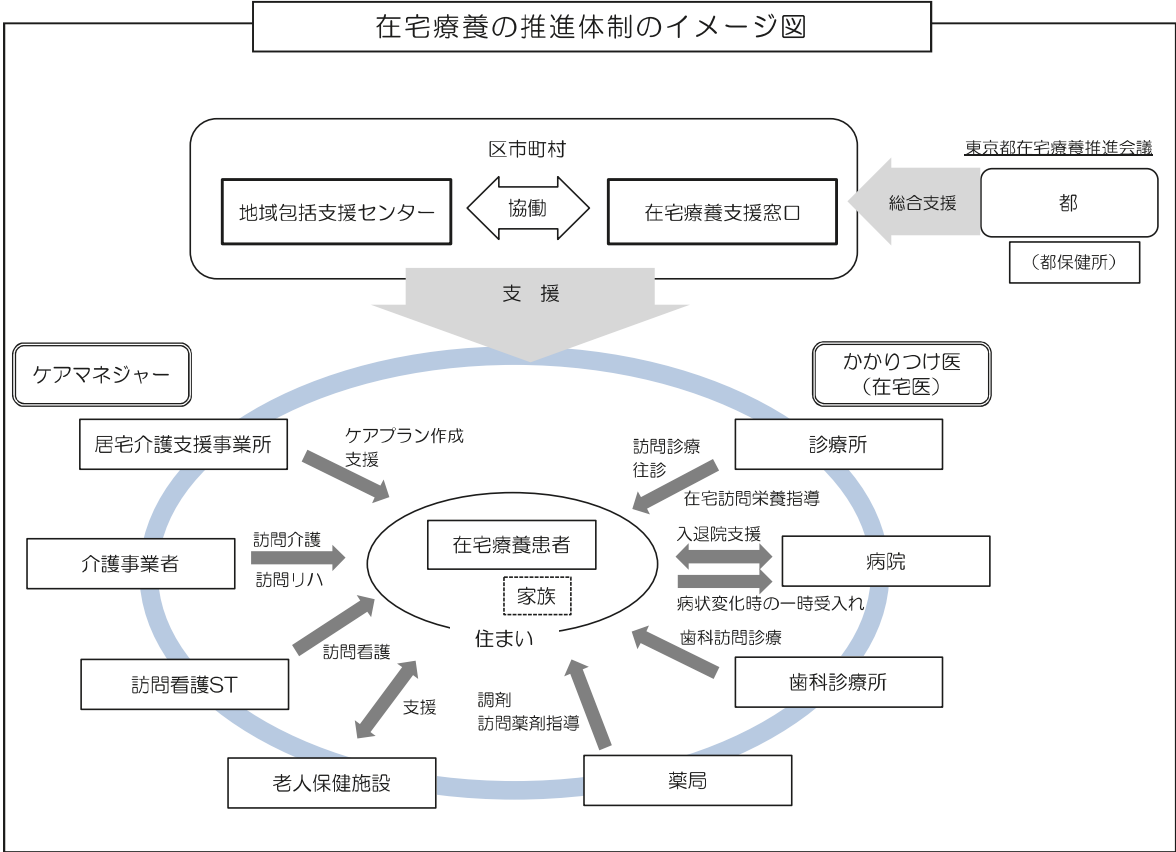 在宅療養の推進体制のイメージ図
区市町村
東京都在宅療養推進会議
地域包括支援センター
協働
在宅療養支援窓口
総合支援
都
（都保健所）
支 援
ケアマネジャー
かかりつけ医
（在宅医）
居宅介護支援事業所
ケアプラン作成
支援
訪問診療
往診
診療所
在宅訪問栄養指導
介護事業者
訪問介護
訪問リハ
在宅療養患者
家族
住まい
入退院支援
病院
病状変化時の一時受入れ
訪問看護ST
訪問看護
歯科訪問診療
歯科診療所
支援
調剤
訪問薬剤指導
老人保健施設
薬局